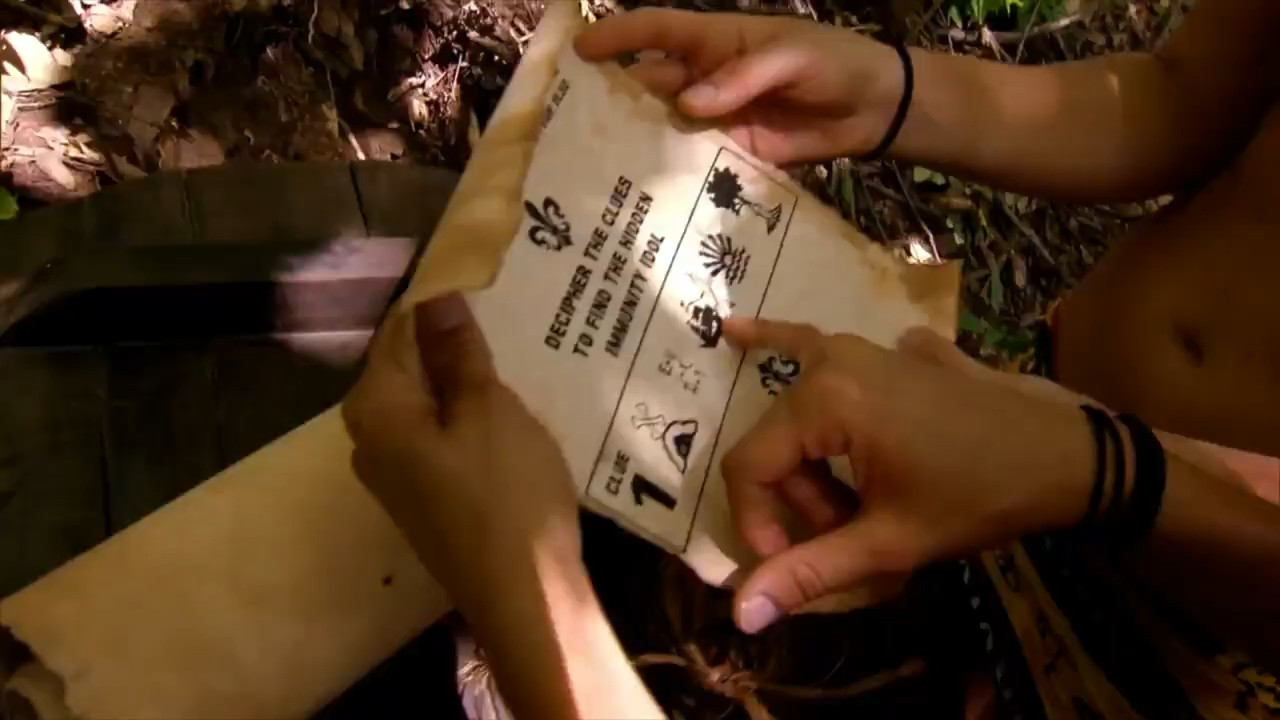 DECIPHER THE CLUES
TO FIND THE HIDDEN
IMMUNITY IDOL
CLUE
1